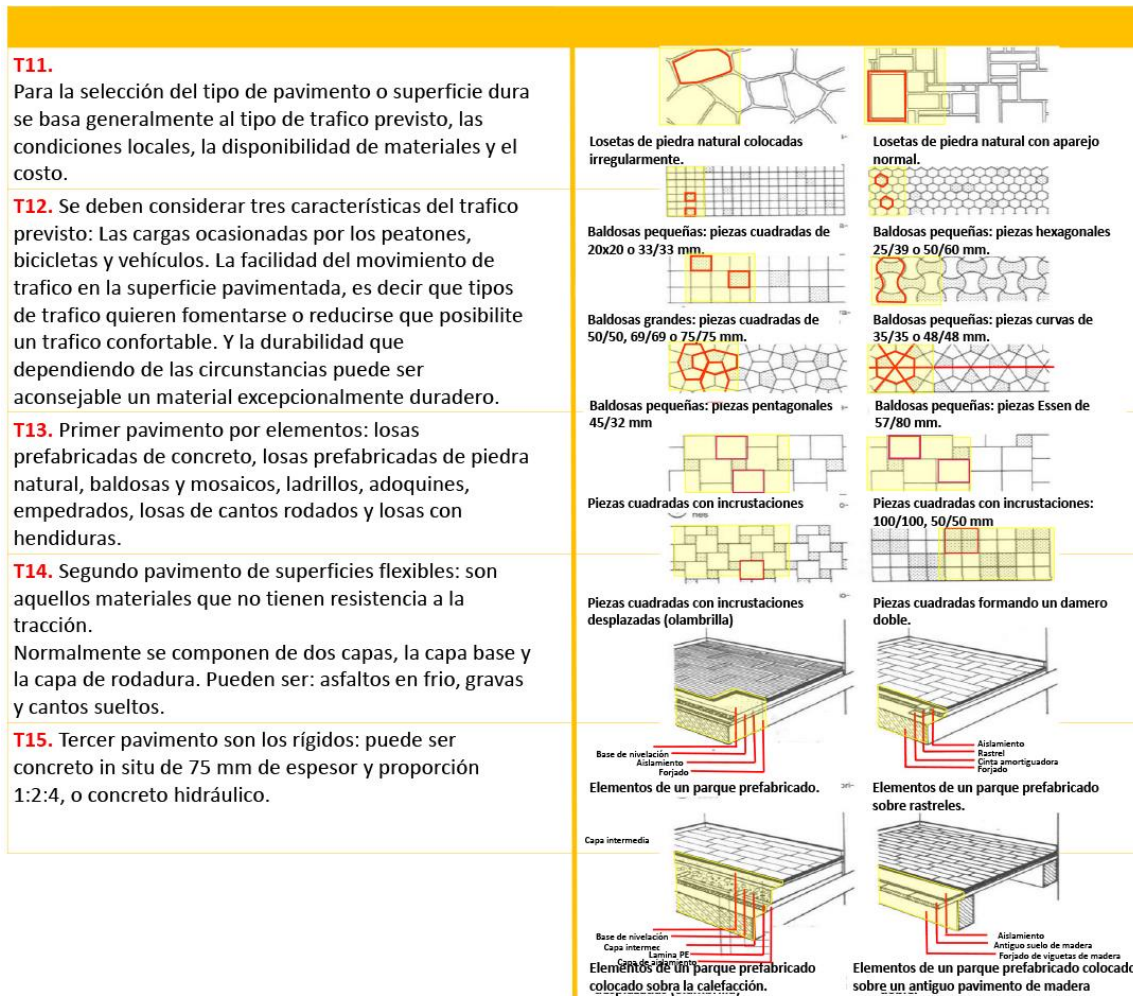 T11.
Para la selección del tipo de pavimento o superficie dura
se basa generalmente al tipo de trafico previsto, las
condiciones locales, la disponibilidad de materiales y el
costo.
T12. Se deben considerar tres características del trafico
previsto: Las cargas ocasionadas por los peatones,
bicicletas y vehículos. La facilidad del movimiento de
trafico en la superficie pavimentada, es decir que tipos
de trafico quieren fomentarse o reducirse que posibilite
un trafico confortable. Y la durabilidad que
dependiendo de las circunstancias puede ser
aconsejable un material excepcionalmente duradero.
T13. Primer pavimento por elementos: losas
prefabricadas de concreto, losas prefabricadas de piedra
natural, baldosas y mosaicos, ladrillos, adoquines,
empedrados, losas de cantos rodados y losas con
hendiduras.
T14. Segundo pavimento de superficies flexibles: son
aquellos materiales que no tienen resistencia a la
tracción.
Normalmente se componen de dos capas, la capa base y
la capa de rodadura. Pueden ser: asfaltos en frio, gravas
y cantos sueltos.
T15. Tercer pavimento son los rígidos: puede ser
concreto in situ de 75 mm de espesor y proporción
1:2:4, o concreto hidráulico.
Losetas de piedra natural colocadas
irregularmente.
Losetas de piedra natural con aparejo
normal.
Baldosas pequeñas: piezas cuadradas de
20x20 o 33/33 mm.
Baldosas pequeñas: piezas hexagonales
25/39 o 50/60 mm.
Baldosas grandes: piezas cuadradas de
50/50, 69/69 o 75/75 mm.
Baldosas pequeñas: piezas curvas de
35/35 o 48/48 mm.
Baldosas pequeñas: piezas pentagonales
45/32 mm
Baldosas pequeñas: piezas Essen de
57/80 mm.
Piezas cuadradas con incrustaciones
Piezas cuadradas con incrustaciones:
100/100, 50/50 mm
Piezas cuadradas con incrustaciones
desplazadas (olambrilla)
Piezas cuadradas formando un damero
doble.
Base de nivelación
Aislamiento
Forjado
Elementos de un parque prefabricado.
Aislamiento
Rastrel
Cinta amortiguadora
Forjado
Elementos de un parque prefabricado
sobre rastreles.
Capa intermedia
Base de nivelación
Capa intermec
Lamina PE
Capa de aislamiento
Elementos de un parque prefabricado
colocado sobra la calefacción.
Aislamiento
Antiguo suelo de madera
Forjado de viguetas de madera
Elementos de un parque prefabricado colocado
sobre un antiguo pavimento de madera